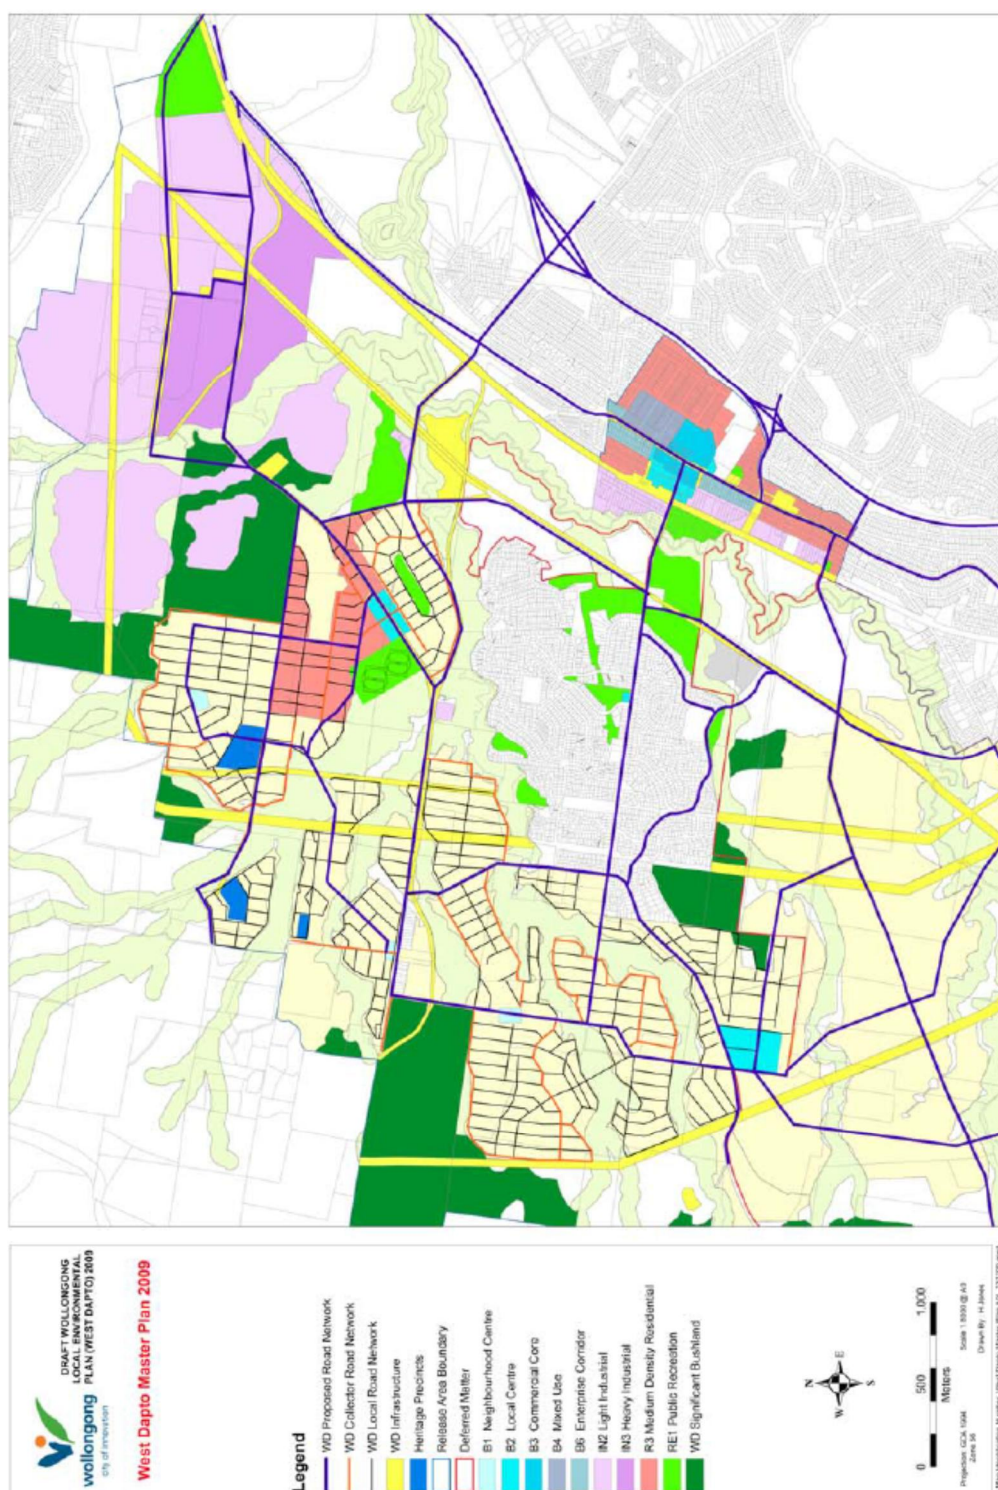 wollongong
city of innovation
DRAFT WOLLONGONG
LOCAL ENVIRONMENTAL
PLAN (WEST DAPTO) 2009
West Dapto Master Plan 2009
Legend
WD Proposed Road Network
WD Collector Road Network
WD Local Road Network
WD Infrastructure
Heritage Precincts
Release Area Boundary
Deferred Matter
B1 Neighbourhood Centre
B2 Local Centre
B3 Commercial Core
B4 Mixed Use
B6 Enterprise Corridor
IN2 Light Industrial
IN3 Heavy Industrial
R3 Medium Density Residential
RE1 Public Recreation
WD Significant Bushland
N
W E
S
0 500 1,000
Meters
Drawn By: H Jones